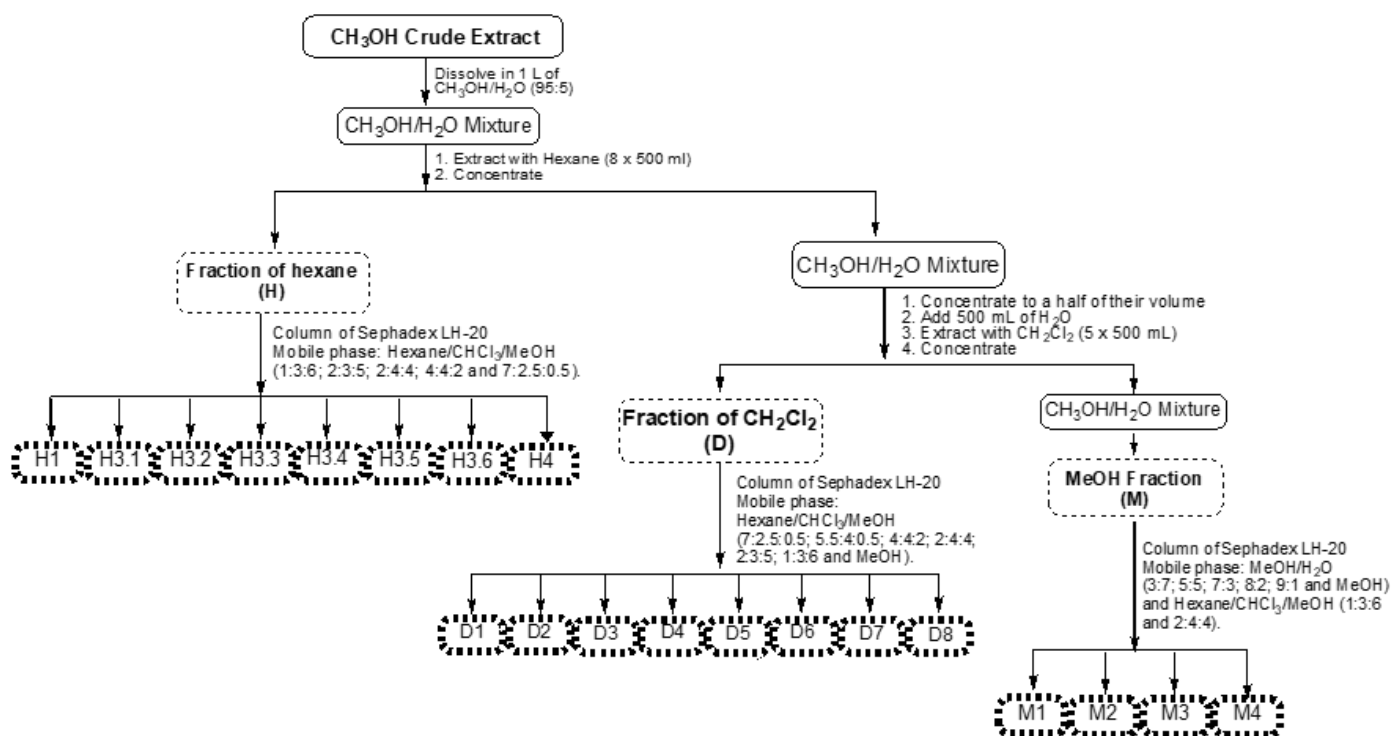 CH₃OH Crude Extract
Dissolve in 1 L of
CH₃OH/H₂O (95:5)
CH₃OH/H₂O Mixture
1. Extract with Hexane (8 x 500 ml)
2. Concentrate
Fraction of hexane
(H)
CH₃OH/H₂O Mixture
1. Concentrate to a half of their volume
2. Add 500 mL of H₂O
3. Extract with CH₂Cl₂ (5 x 500 mL)
4. Concentrate
Column of Sephadex LH-20
Mobile phase: Hexane/CHCl₃/MeOH
(1:3:6; 2:3:5; 2:4:4; 4:4:2 and 7:2.5:0.5).
H1 H3.1 H3.2 H3.3 H3.4 H3.5 H3.6 H4
Fraction of CH₂Cl₂
(D)
CH₃OH/H₂O Mixture
MeOH Fraction
(M)
Column of Sephadex LH-20
Mobile phase:
Hexane/CHCl₃/MeOH
(7:2.5:0.5; 5.5:4:0.5; 4:4:2; 2:4:4;
2:3:5; 1:3:6 and MeOH).
D1 D2 D3 D4 D5 D6 D7 D8
Column of Sephadex LH-20
Mobile phase: MeOH/H₂O
(3:7; 5:5; 7:3; 8:2; 9:1 and MeOH)
and Hexane/CHCl₃/MeOH (1:3:6
and 2:4:4).
M1 M2 M3 M4